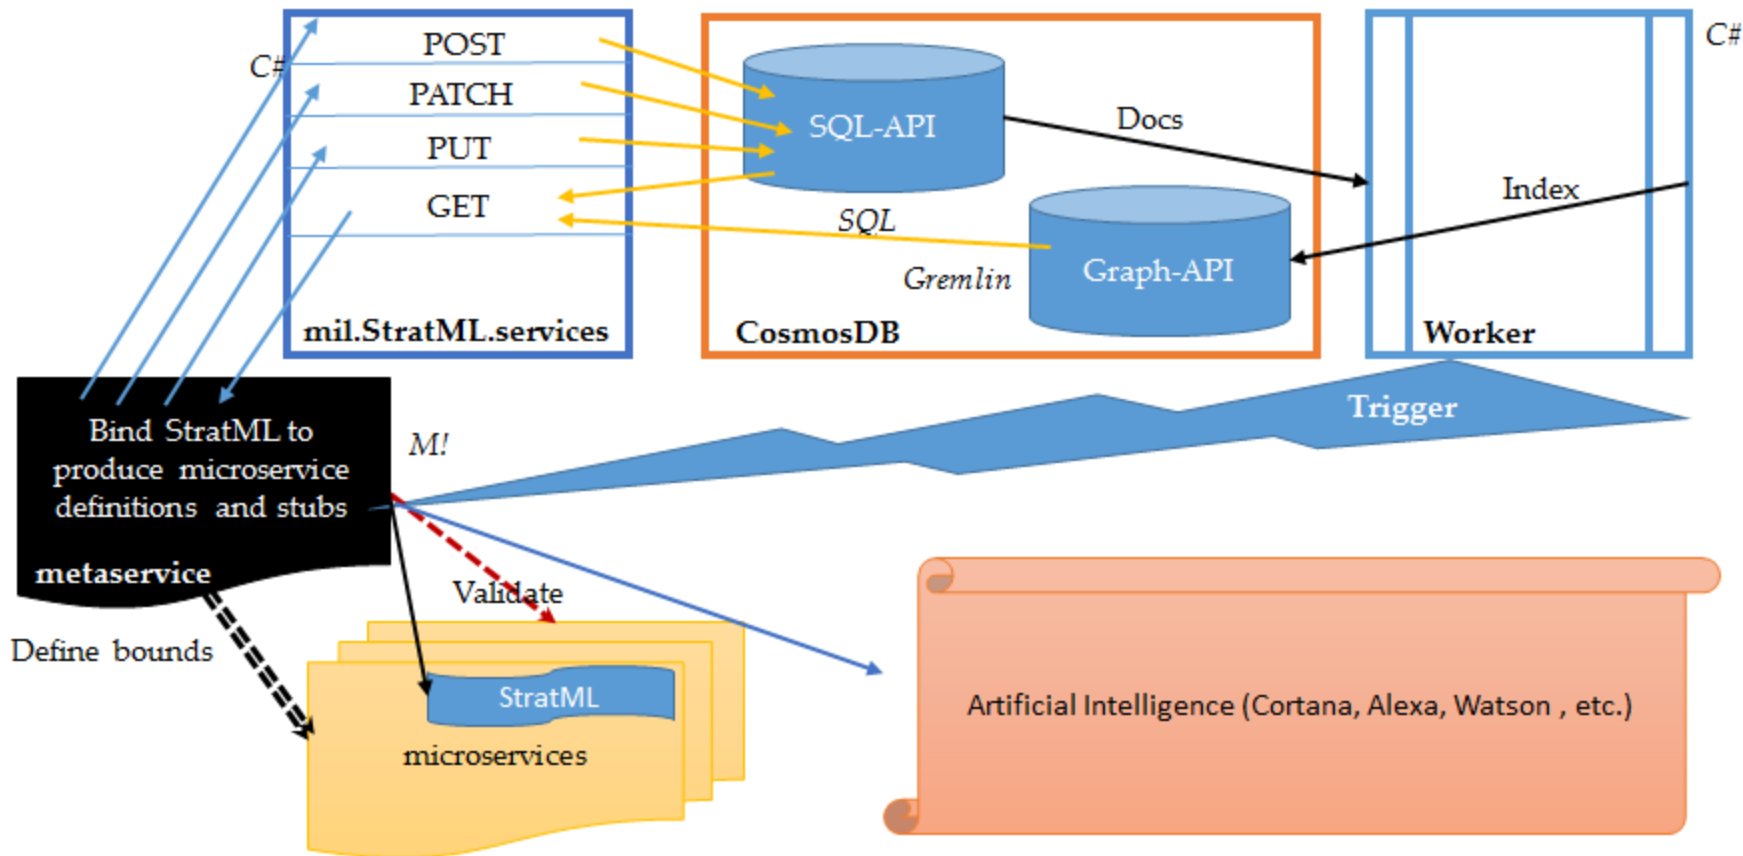 POST
C#
C#
PATCH
SQL-API
Docs
PUT
GET
SQL
Index
Graph-API
Gremlin
mil.StratML.services
CosmosDB
Worker
Trigger
Bind StratML to
produce microservice
definitions and stubs
M!
metaservice
Validate
Define bounds
StratML
microservices
Artificial Intelligence (Cortana, Alexa, Watson , etc.)